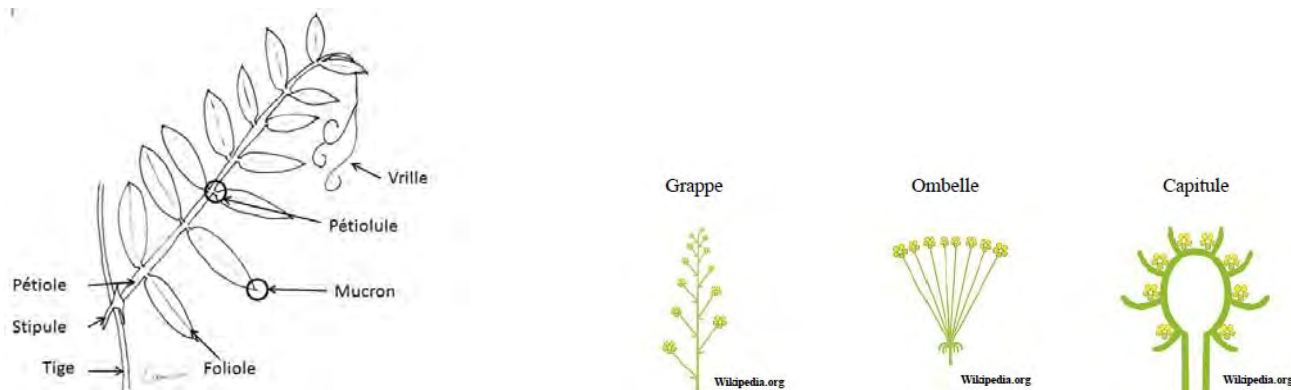 Vrille
Pétiolule
Pétiole
Mucron
Stipule
Tige
Foliole
Grappe
Ombelle
Capitule
Wikipedia.org
Wikipedia.org
Wikipedia.org